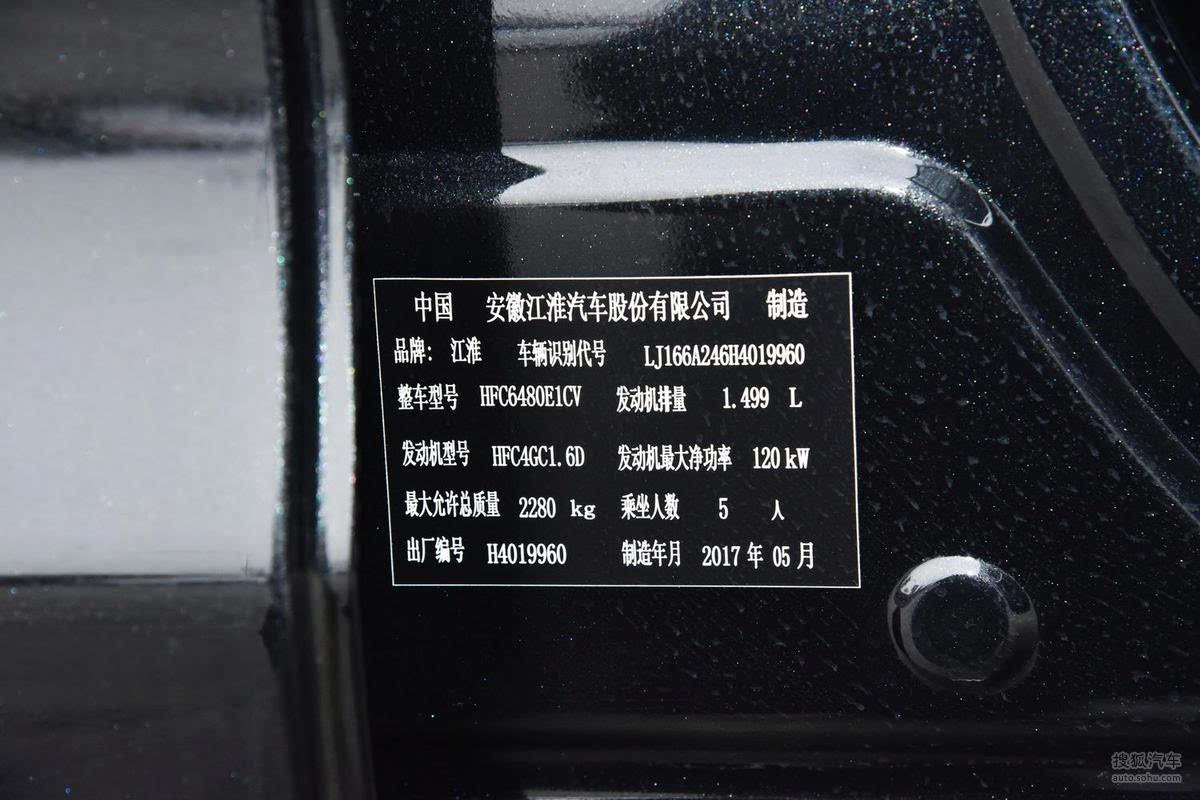 中国 安徽江淮汽车股份有限公司 制造
品牌: 江淮 车辆识别代号 LJ166A246H4019960
整车型号 HFC6480E1CV 发动机排量 1.499 L
发动机型号 HFC4GC1.6D 发动机最大净功率 120 kW
最大允许总质量 2280 kg 乘坐人数 5 人
出厂编号 H4019960 制造年月 2017 年 05 月
搜狐汽车
auto.sohu.com